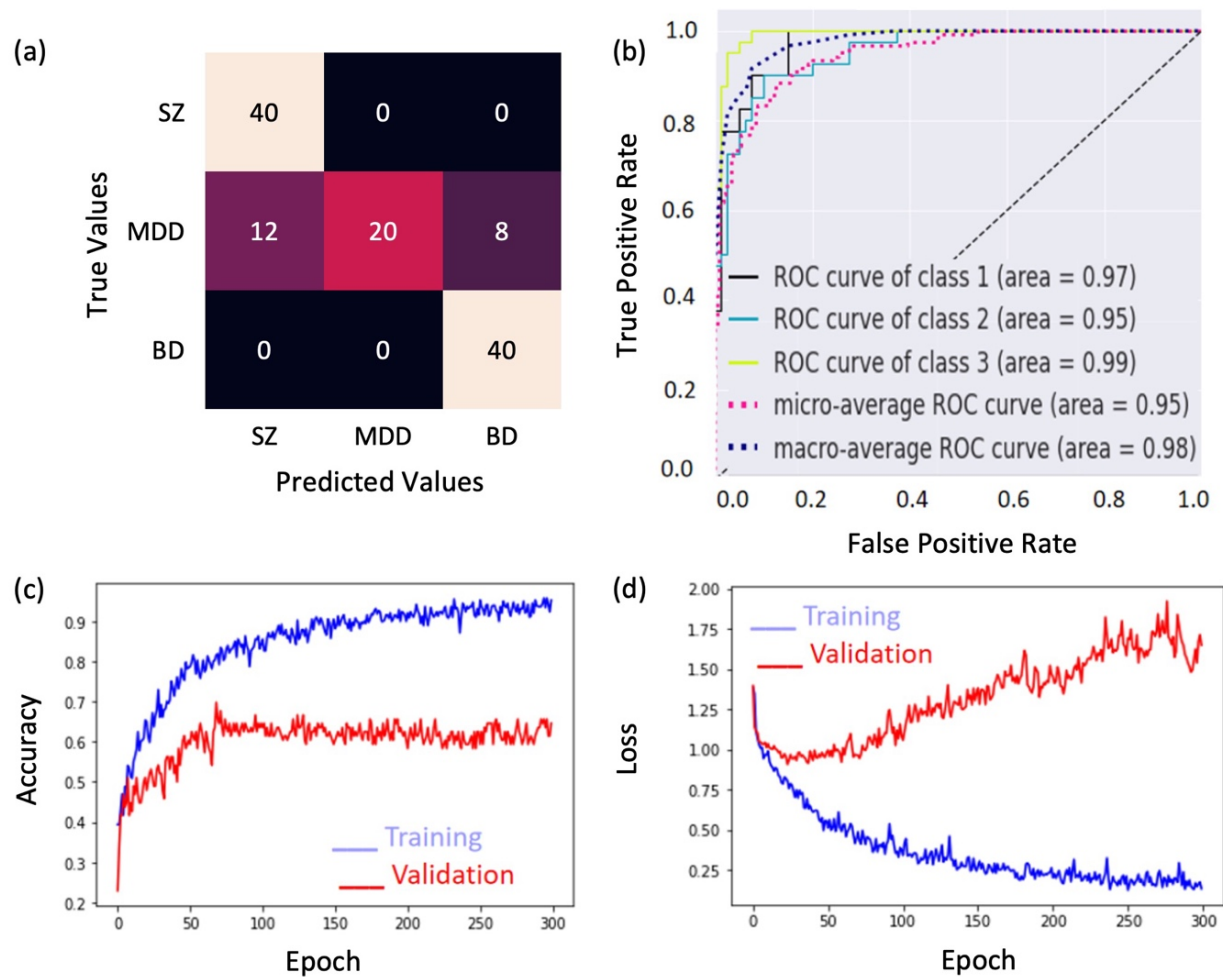 (a)
True Values
SZ
40 0 0
MDD
12 20 8
BD
0 0 40
SZ MDD BD
Predicted Values
(b)
True Positive Rate
1.0
0.8
0.6
0.4
0.2
0.0
ROC curve of class 1 (area = 0.97)
ROC curve of class 2 (area = 0.95)
ROC curve of class 3 (area = 0.99)
micro-average ROC curve (area = 0.95)
macro-average ROC curve (area = 0.98)
0.0 0.2 0.4 0.6 0.8 1.0
False Positive Rate
(c)
Accuracy
0.9
0.8
0.7
0.6
0.5
0.4
0.3
0.2
Training
Validation
0 50 100 150 200 250 300
Epoch
(d)
Loss
2.00
1.75
1.50
1.25
1.00
0.75
0.50
0.25
Training
Validation
0 50 100 150 200 250 300
Epoch